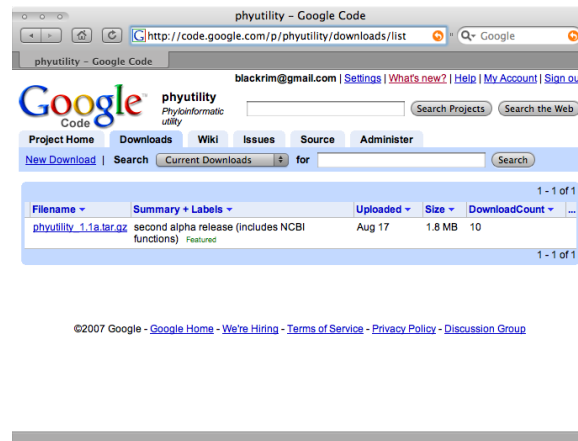 phyutility – Google Code
http://code.google.com/p/phyutility/downloads/list
Google
phyutility – Google Code
blackrim@gmail.com | Settings | What's new? | Help | My Account | Sign ou
Google Code
phyutility
Phyloinformatic
utility
Search Projects Search the Web
Project Home Downloads Wiki Issues Source Administer
New Download | Search Current Downloads for Search
1 - 1 of 1
Filename Summary + Labels Uploaded Size DownloadCount ...
phyutility_1.1a.tar.gz second alpha release (includes NCBI Aug 17 1.8 MB 10
functions) Featured
1 - 1 of 1
©2007 Google - Google Home - We're Hiring - Terms of Service - Privacy Policy - Discussion Group